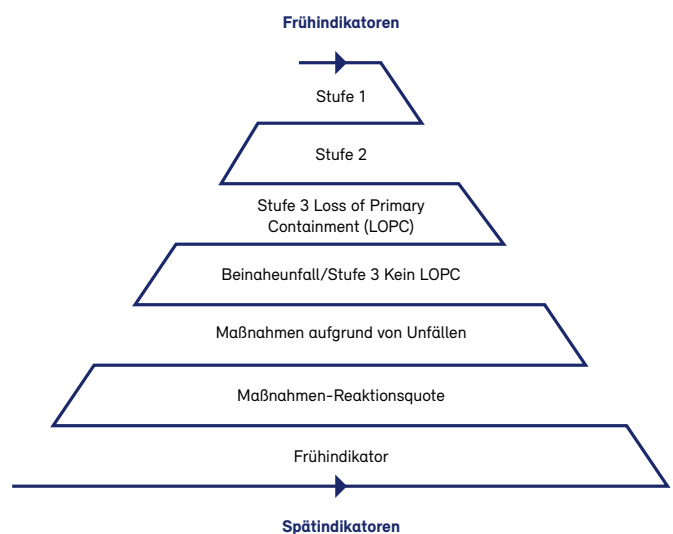 Frühindikatoren
Stufe 1
Stufe 2
Stufe 3 Loss of Primary
Containment (LOPC)
Beinaheunfall/Stufe 3 Kein LOPC
Maßnahmen aufgrund von Unfällen
Maßnahmen-Reaktionsquote
Frühindikator
Spätindikatoren